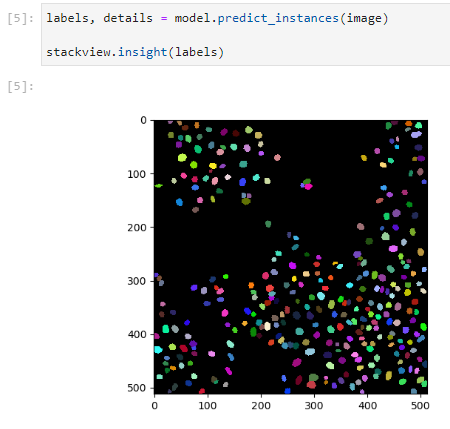 [5]: labels, details = model.predict_instances(image)
stackview.insight(labels)
[5]:
0
100
200
300
400
500
0 100 200 300 400 500